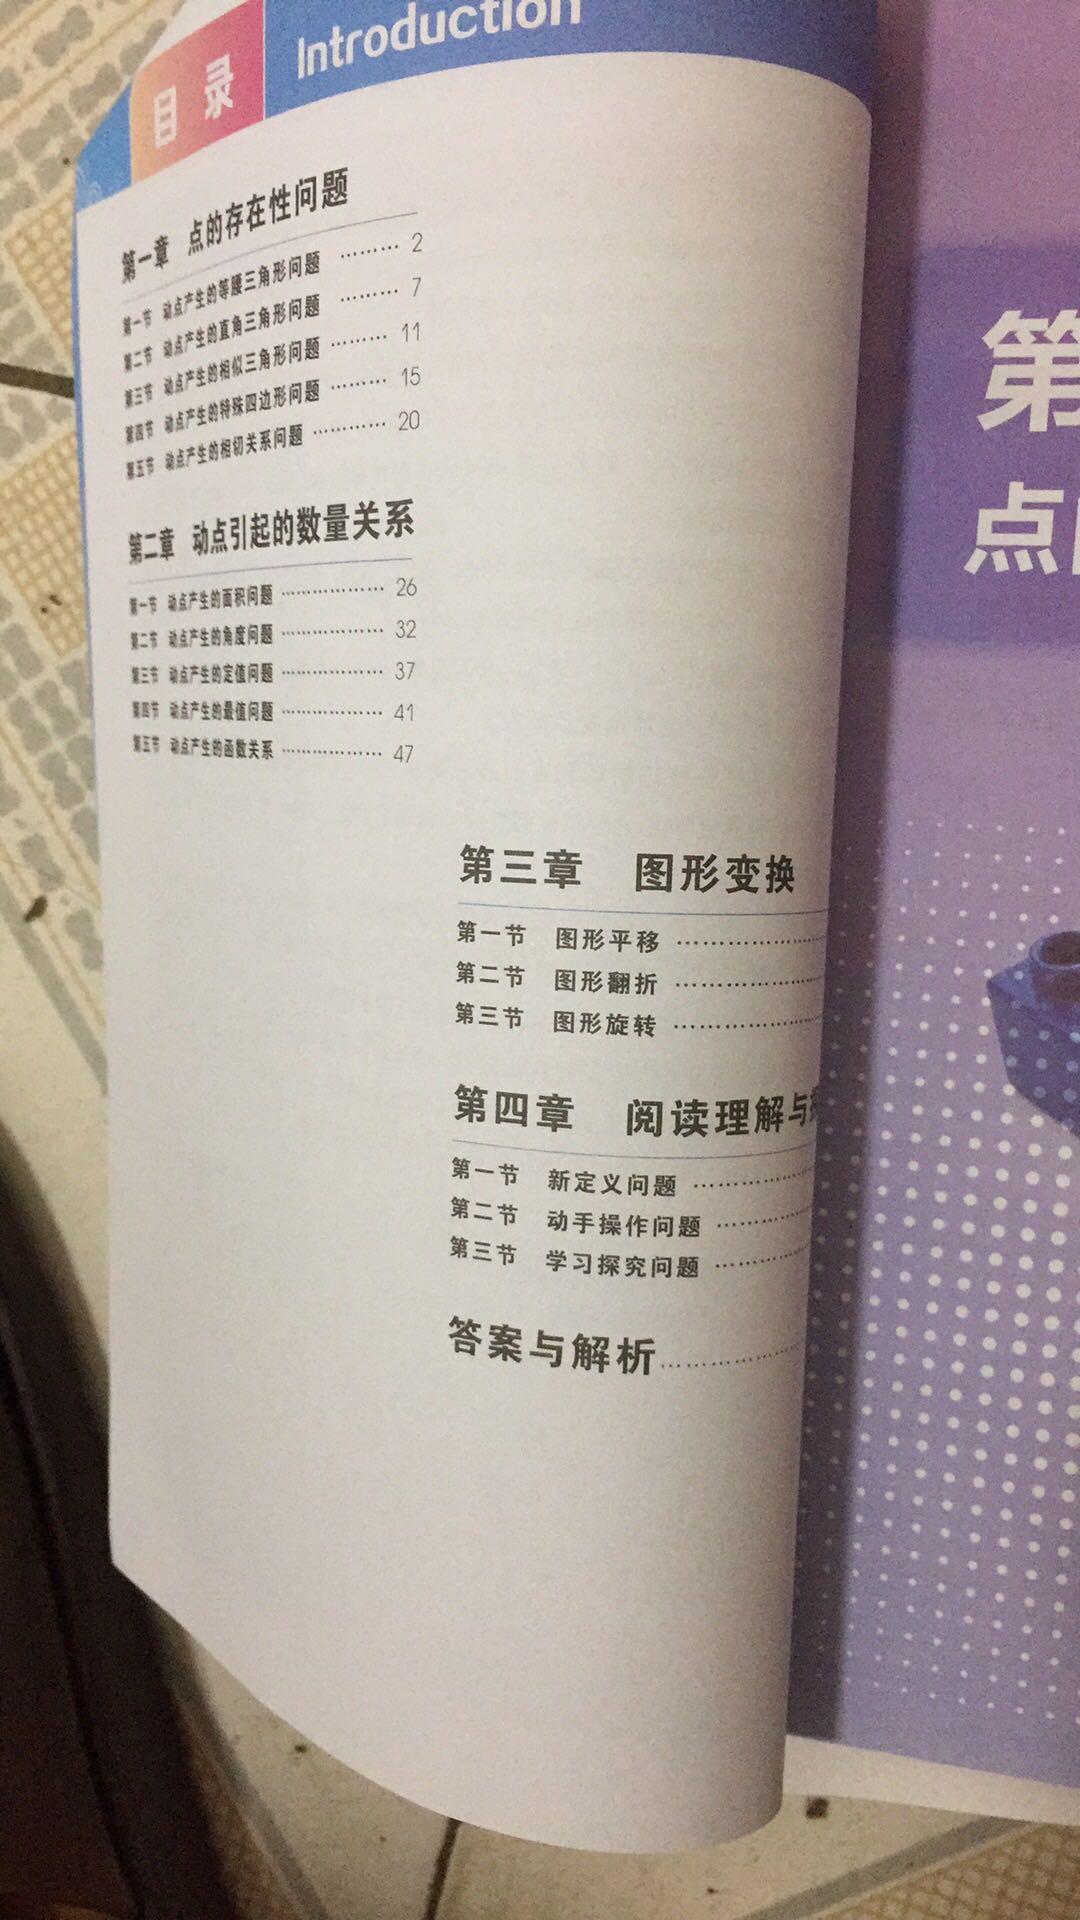 目录
Introduction
第一章 点的存在性问题
第一节 动点产生的等腰三角形问题 ……… 2
第二节 动点产生的直角三角形问题 ……… 7
第三节 动点产生的相似三角形问题 ……… 11
第四节 动点产生的特殊四边形问题 ……… 15
第五节 动点产生的相切关系问题 ………… 20
第二章 动点引起的数量关系
第一节 动点产生的面积问题 ……………… 26
第二节 动点产生的角度问题 ……………… 32
第三节 动点产生的定值问题 ……………… 37
第四节 动点产生的最值问题 ……………… 41
第五节 动点产生的函数关系 ……………… 47
第三章 图形变换
第一节 图形平移 ………………
第二节 图形翻折 ………………
第三节 图形旋转 ………………
第四章 阅读理解与
第一节 新定义问题 ……………
第二节 动手操作问题 …………
第三节 学习探究问题 …………
答案与解析 ………………
第
点